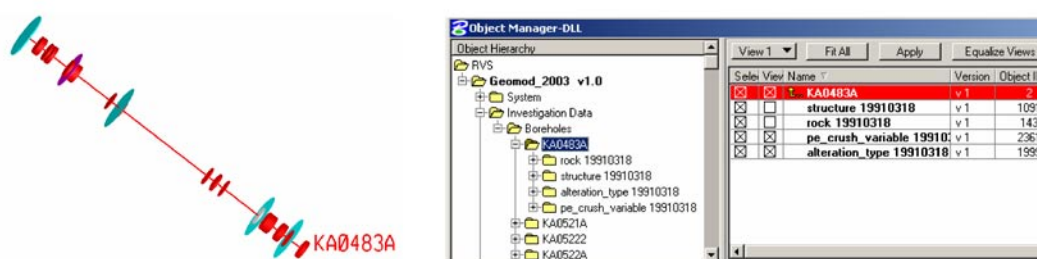 KA0483A
Object Manager-DLL
Object Hierarchy
RVS
Geomod_2003 v1.0
System
Investigation Data
Boreholes
KA0483A
rock 19910318
structure 19910318
alteration_type 19910318
pe_crush_variable 19910318
KA0521A
KA05222
KA0522A
View 1 Fit All Apply Equalize Views
Selei View Name Version Object I
KA0483A v 1 2
structure 19910318 v 1 109
rock 19910318 v 1 143
pe_crush_variable 19910: v 1 236
alteration_type 19910318 v 1 199